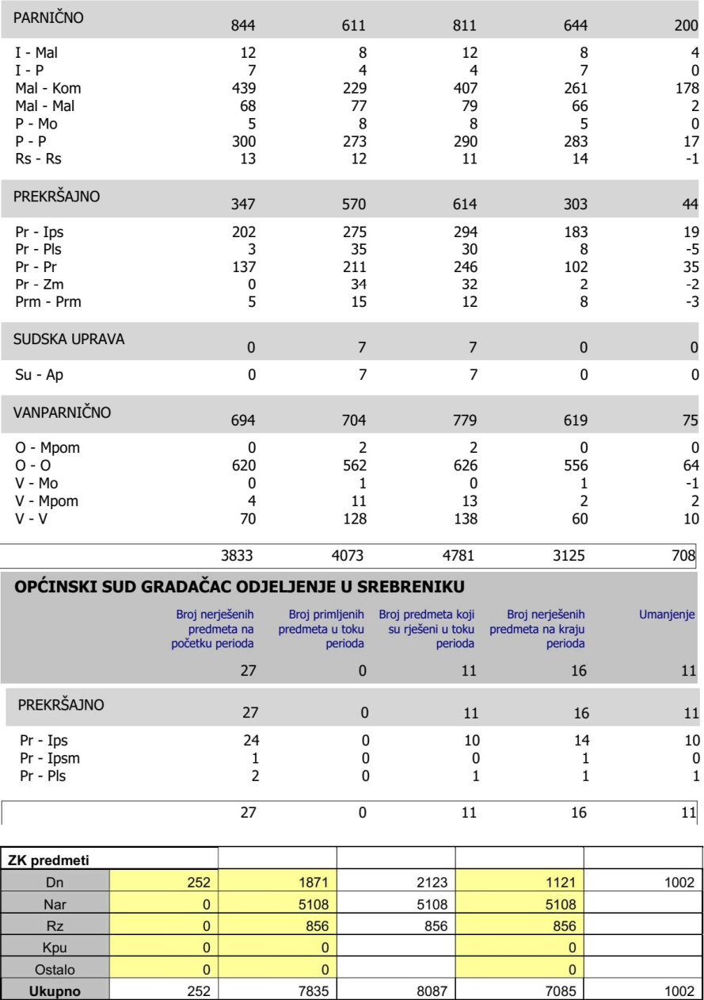 PARNIČNO 844 611 811 644 200
I - Mal 12 8 12 8 4
I - P 7 4 4 7 0
Mal - Kom 439 229 407 261 178
Mal - Mal 68 77 79 66 2
P - Mo 5 8 8 5 0
P - P 300 273 290 283 17
Rs - Rs 13 12 11 14 -1
PREKRŠAJNO 347 570 614 303 44
Pr - Ips 202 275 294 183 19
Pr - Pls 3 35 30 8 -5
Pr - Pr 137 211 246 102 35
Pr - Zm 0 34 32 2 -2
Prm - Prm 5 15 12 8 -3
SUDSKA UPRAVA 0 7 7 0 0
Su - Ap 0 7 7 0 0
VANPARNIČNO 694 704 779 619 75
O - Mpom 0 2 2 0 0
O - O 620 562 626 556 64
V - Mo 0 1 0 1 -1
V - Mpom 4 11 13 2 2
V - V 70 128 138 60 10
3833 4073 4781 3125 708
OPĆINSKI SUD GRADAČAC ODJELJENJE U SREBRENIKU
Broj nerješenih Broj primljenih Broj predmeta koji Broj nerješenih Umanjenje
predmeta na predmeta u toku su rješeni u toku predmeta na kraju
početku perioda perioda perioda perioda
27 0 11 16 11
PREKRŠAJNO 27 0 11 16 11
Pr - Ips 24 0 10 14 10
Pr - Ipsm 1 0 0 1 0
Pr - Pls 2 0 1 1 1
27 0 11 16 11
ZK predmeti
Dn 252 1871 2123 1121 1002
Nar 0 5108 5108 5108
Rz 0 856 856 856
Kpu 0 0 0
Ostalo 0 0 0
Ukupno 252 7835 8087 7085 1002